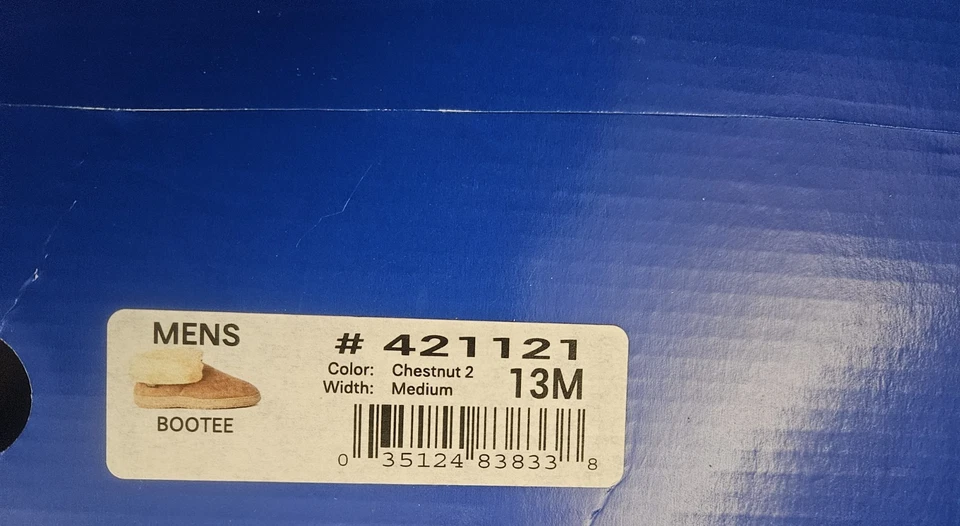 MENS
BOOTEE
# 421121
Color: Chestnut 2
Width: Medium
13M
0 35124 83833 8